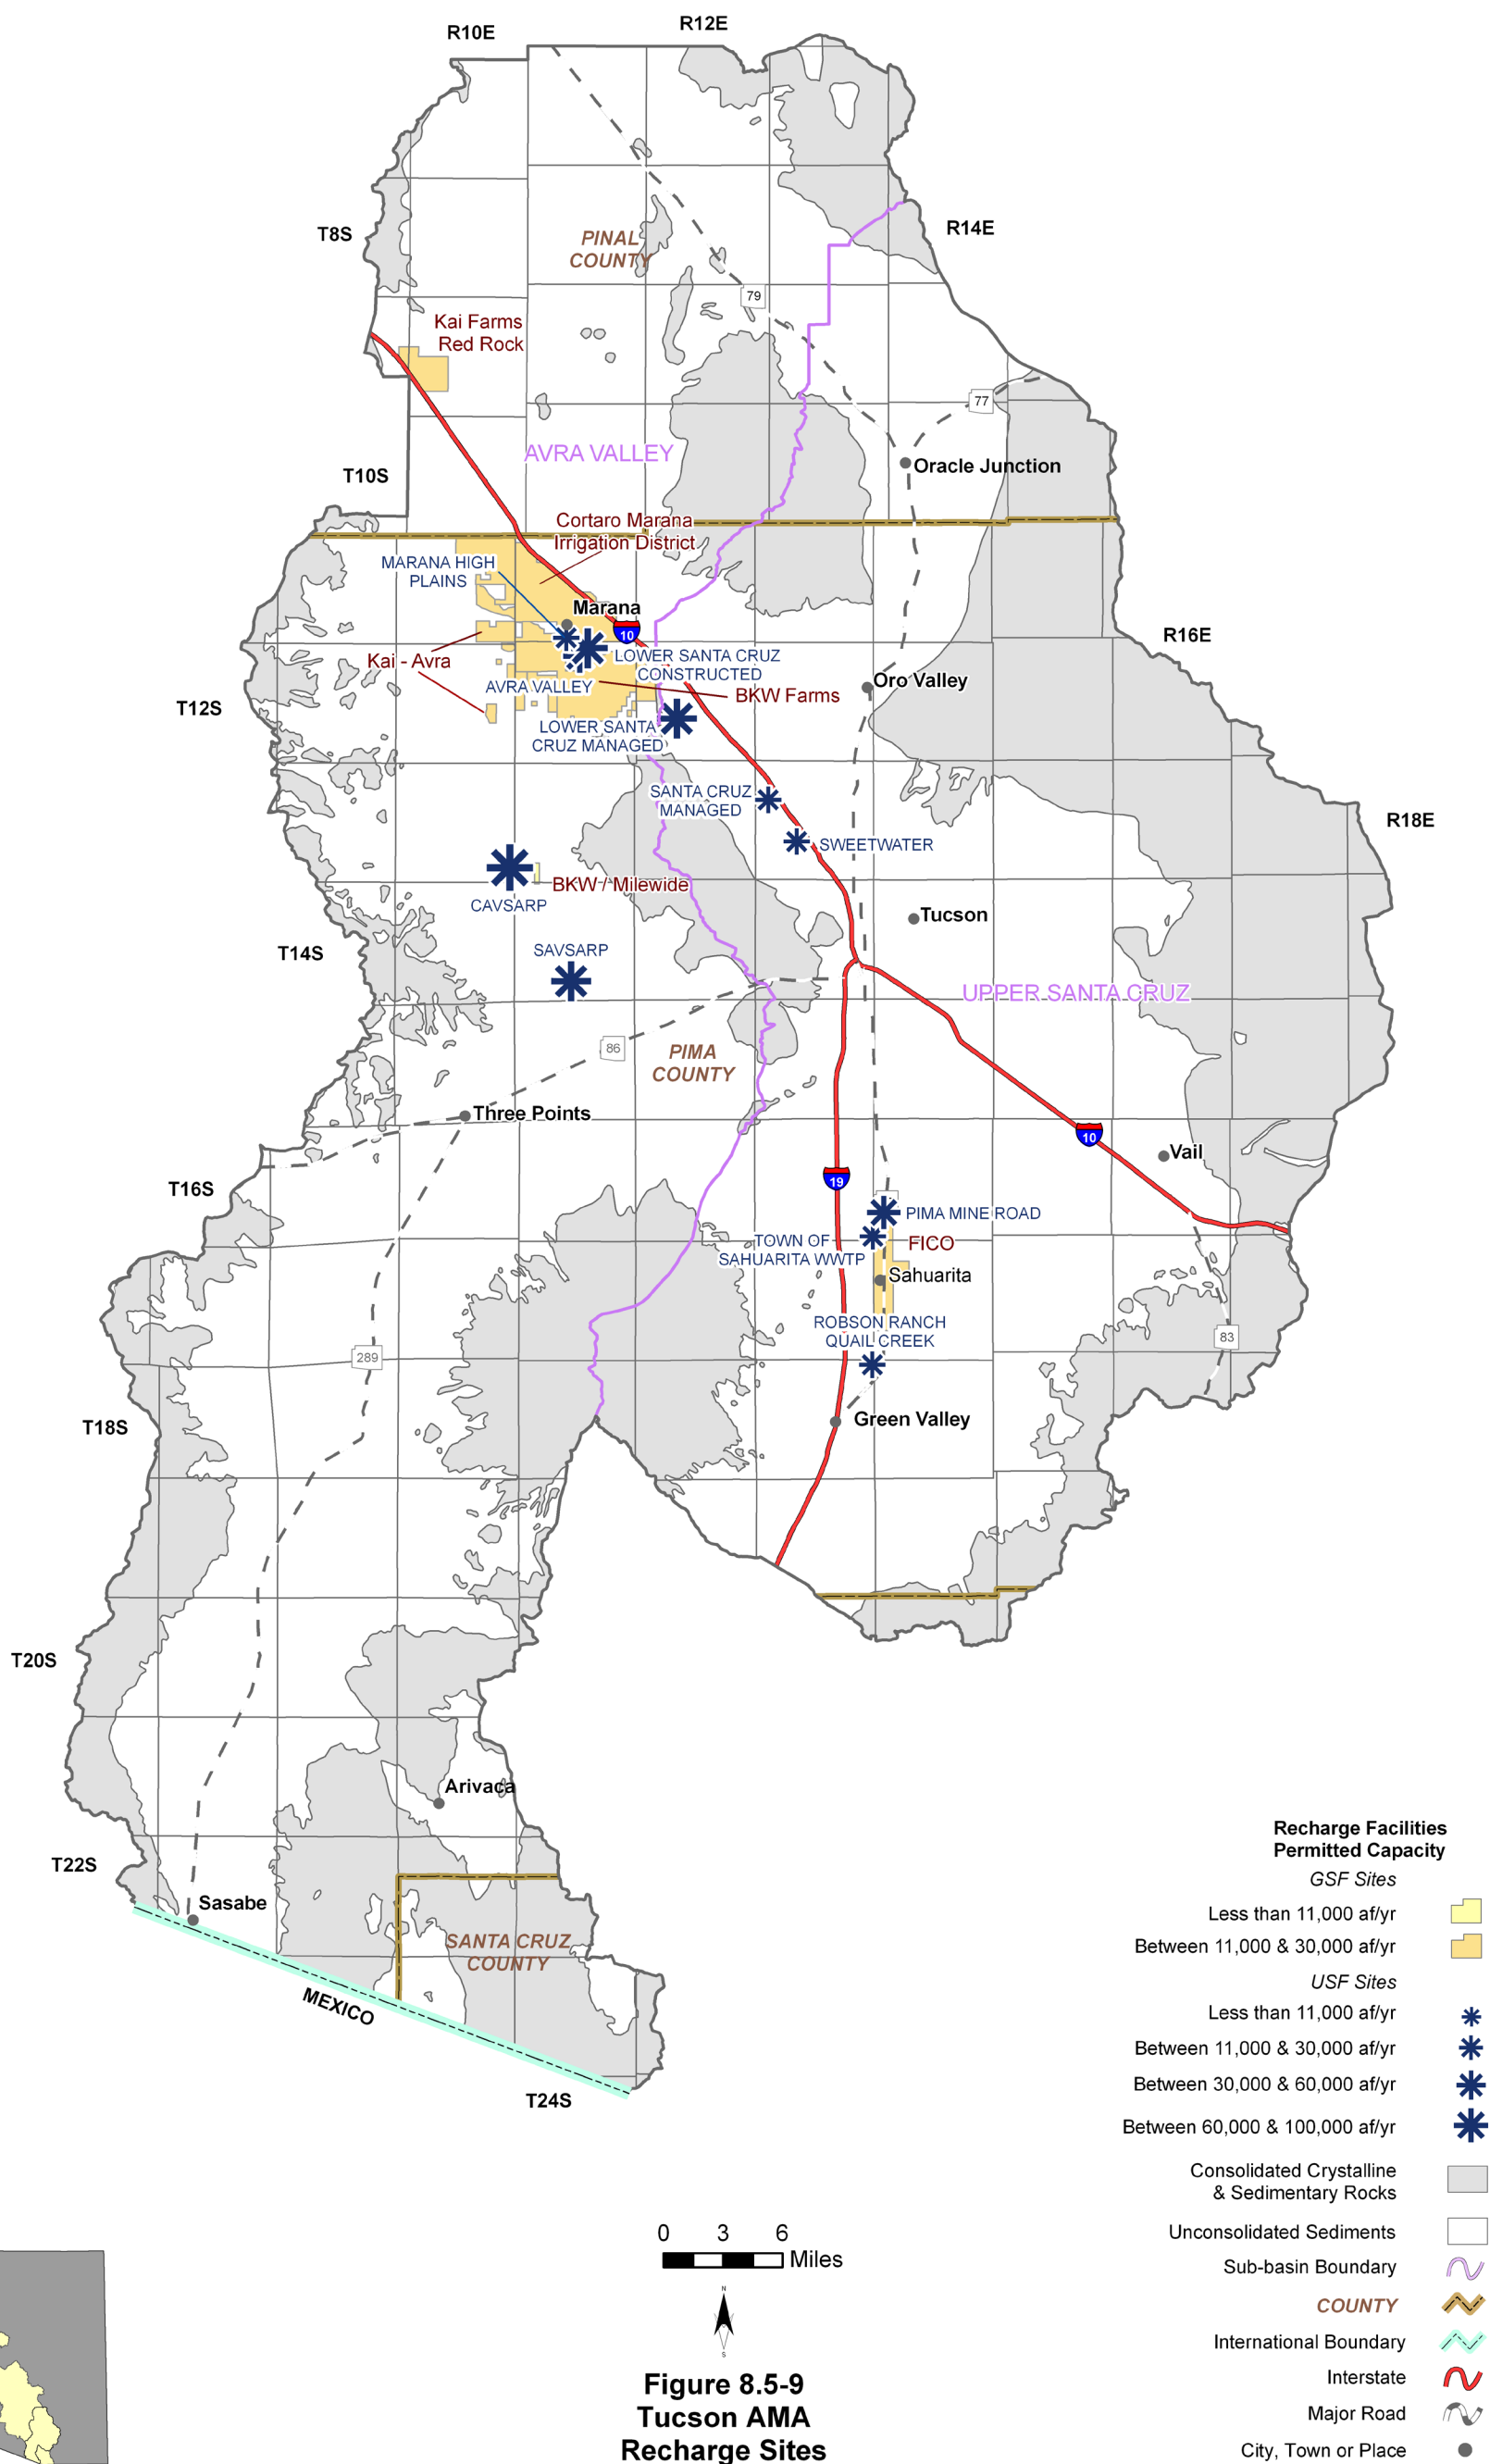 R10E
R12E
T8S
PINAL
COUNTY
R14E
79
Kai Farms
Red Rock
77
AVRA VALLEY
Oracle Junction
T10S
Cortaro Marana
Irrigation District
MARANA HIGH
PLAINS
Marana
10
R16E
LOWER SANTA CRUZ
CONSTRUCTED
Kai - Avra
AVRA VALLEY
BKW Farms
Oro Valley
T12S
LOWER SANTA
CRUZ MANAGED
SANTA CRUZ
MANAGED
SWEETWATER
R18E
BKW / Milewide
CAVSARP
Tucson
T14S
SAVSARP
UPPER SANTA CRUZ
86
PIMA
COUNTY
Three Points
10
Vail
19
T16S
PIMA MINE ROAD
TOWN OF
SAHUARITA WWTP
FICO
Sahuarita
ROBSON RANCH
QUAIL CREEK
83
289
Green Valley
T18S
T20S
Arivaca
T22S
Sasabe
SANTA CRUZ
COUNTY
MEXICO
T24S
Recharge Facilities
Permitted Capacity
GSF Sites
Less than 11,000 af/yr
Between 11,000 & 30,000 af/yr
USF Sites
Less than 11,000 af/yr
Between 11,000 & 30,000 af/yr
Between 30,000 & 60,000 af/yr
Between 60,000 & 100,000 af/yr
Consolidated Crystalline
& Sedimentary Rocks
Unconsolidated Sediments
Sub-basin Boundary
COUNTY
International Boundary
Interstate
Major Road
City, Town or Place
0 3 6
Miles
N
S
Figure 8.5-9
Tucson AMA
Recharge Sites